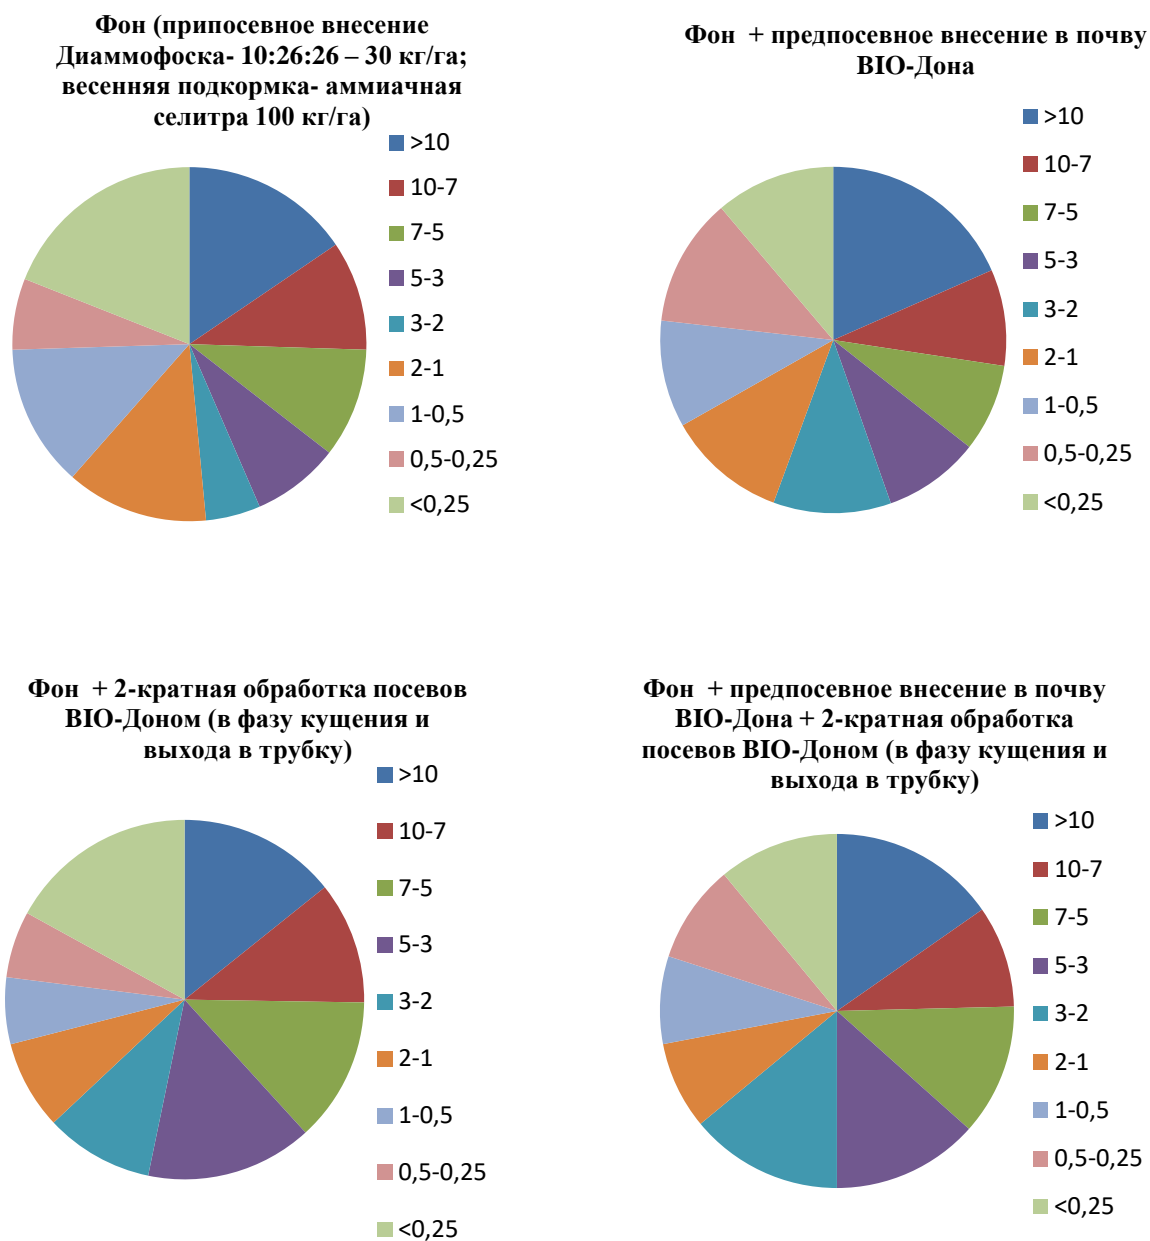 Фон (припосевное внесение
Диаммофоска- 10:26:26 – 30 кг/га;
весенняя подкормка- аммиачная
селитра 100 кг/га)
>10
10-7
7-5
5-3
3-2
2-1
1-0,5
0,5-0,25
<0,25
Фон + предпосевное внесение в почву
BIO-Дона
>10
10-7
7-5
5-3
3-2
2-1
1-0,5
0,5-0,25
<0,25
Фон + 2-кратная обработка посевов
BIO-Доном (в фазу кущения и
выхода в трубку)
>10
10-7
7-5
5-3
3-2
2-1
1-0,5
0,5-0,25
<0,25
Фон + предпосевное внесение в почву
BIO-Дона + 2-кратная обработка
посевов BIO-Доном (в фазу кущения и
выхода в трубку)
>10
10-7
7-5
5-3
3-2
2-1
1-0,5
0,5-0,25
<0,25